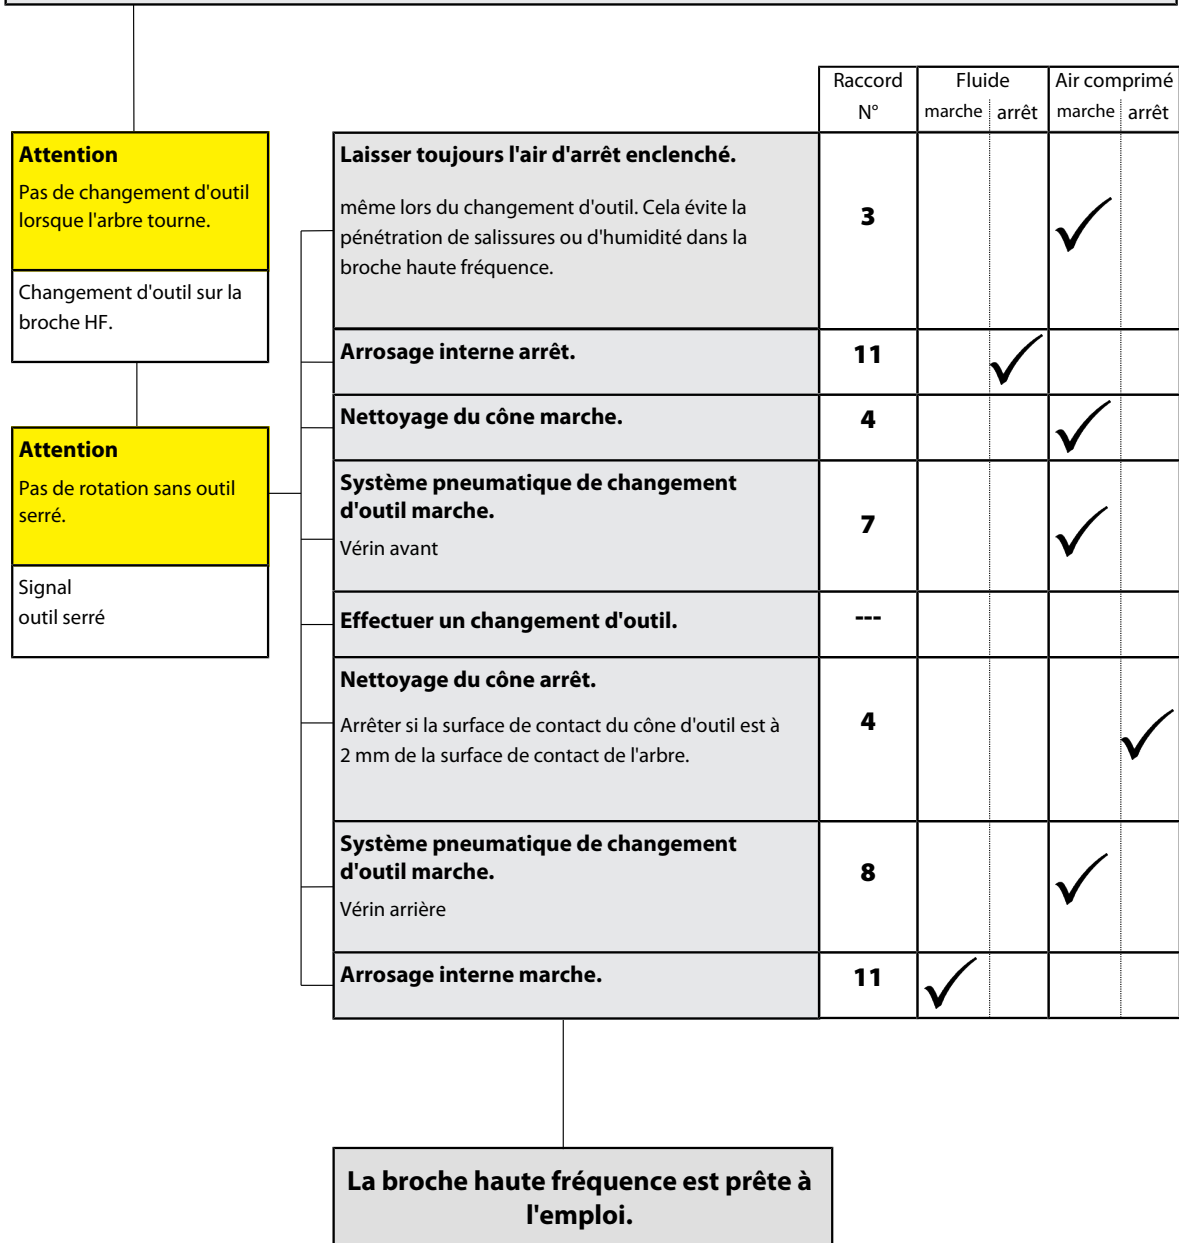 Raccord Fluide Air comprimé
N° marche arrêt marche arrêt
Attention
Pas de changement d'outil
lorsque l'arbre tourne.
Changement d'outil sur la
broche HF.
Attention
Pas de rotation sans outil
serré.
Signal
outil serré
Laisser toujours l'air d'arrêt enclenché.
même lors du changement d'outil. Cela évite la
pénétration de salissures ou d'humidité dans la
broche haute fréquence.
3
Arrosage interne arrêt. 11
Nettoyage du cône marche. 4
Système pneumatique de changement
d'outil marche.
Vérin avant
7
Effectuer un changement d'outil. ---
Nettoyage du cône arrêt.
Arrêter si la surface de contact du cône d'outil est à
2 mm de la surface de contact de l'arbre.
4
Système pneumatique de changement
d'outil marche.
Vérin arrière
8
Arrosage interne marche. 11
La broche haute fréquence est prête à
l'emploi.